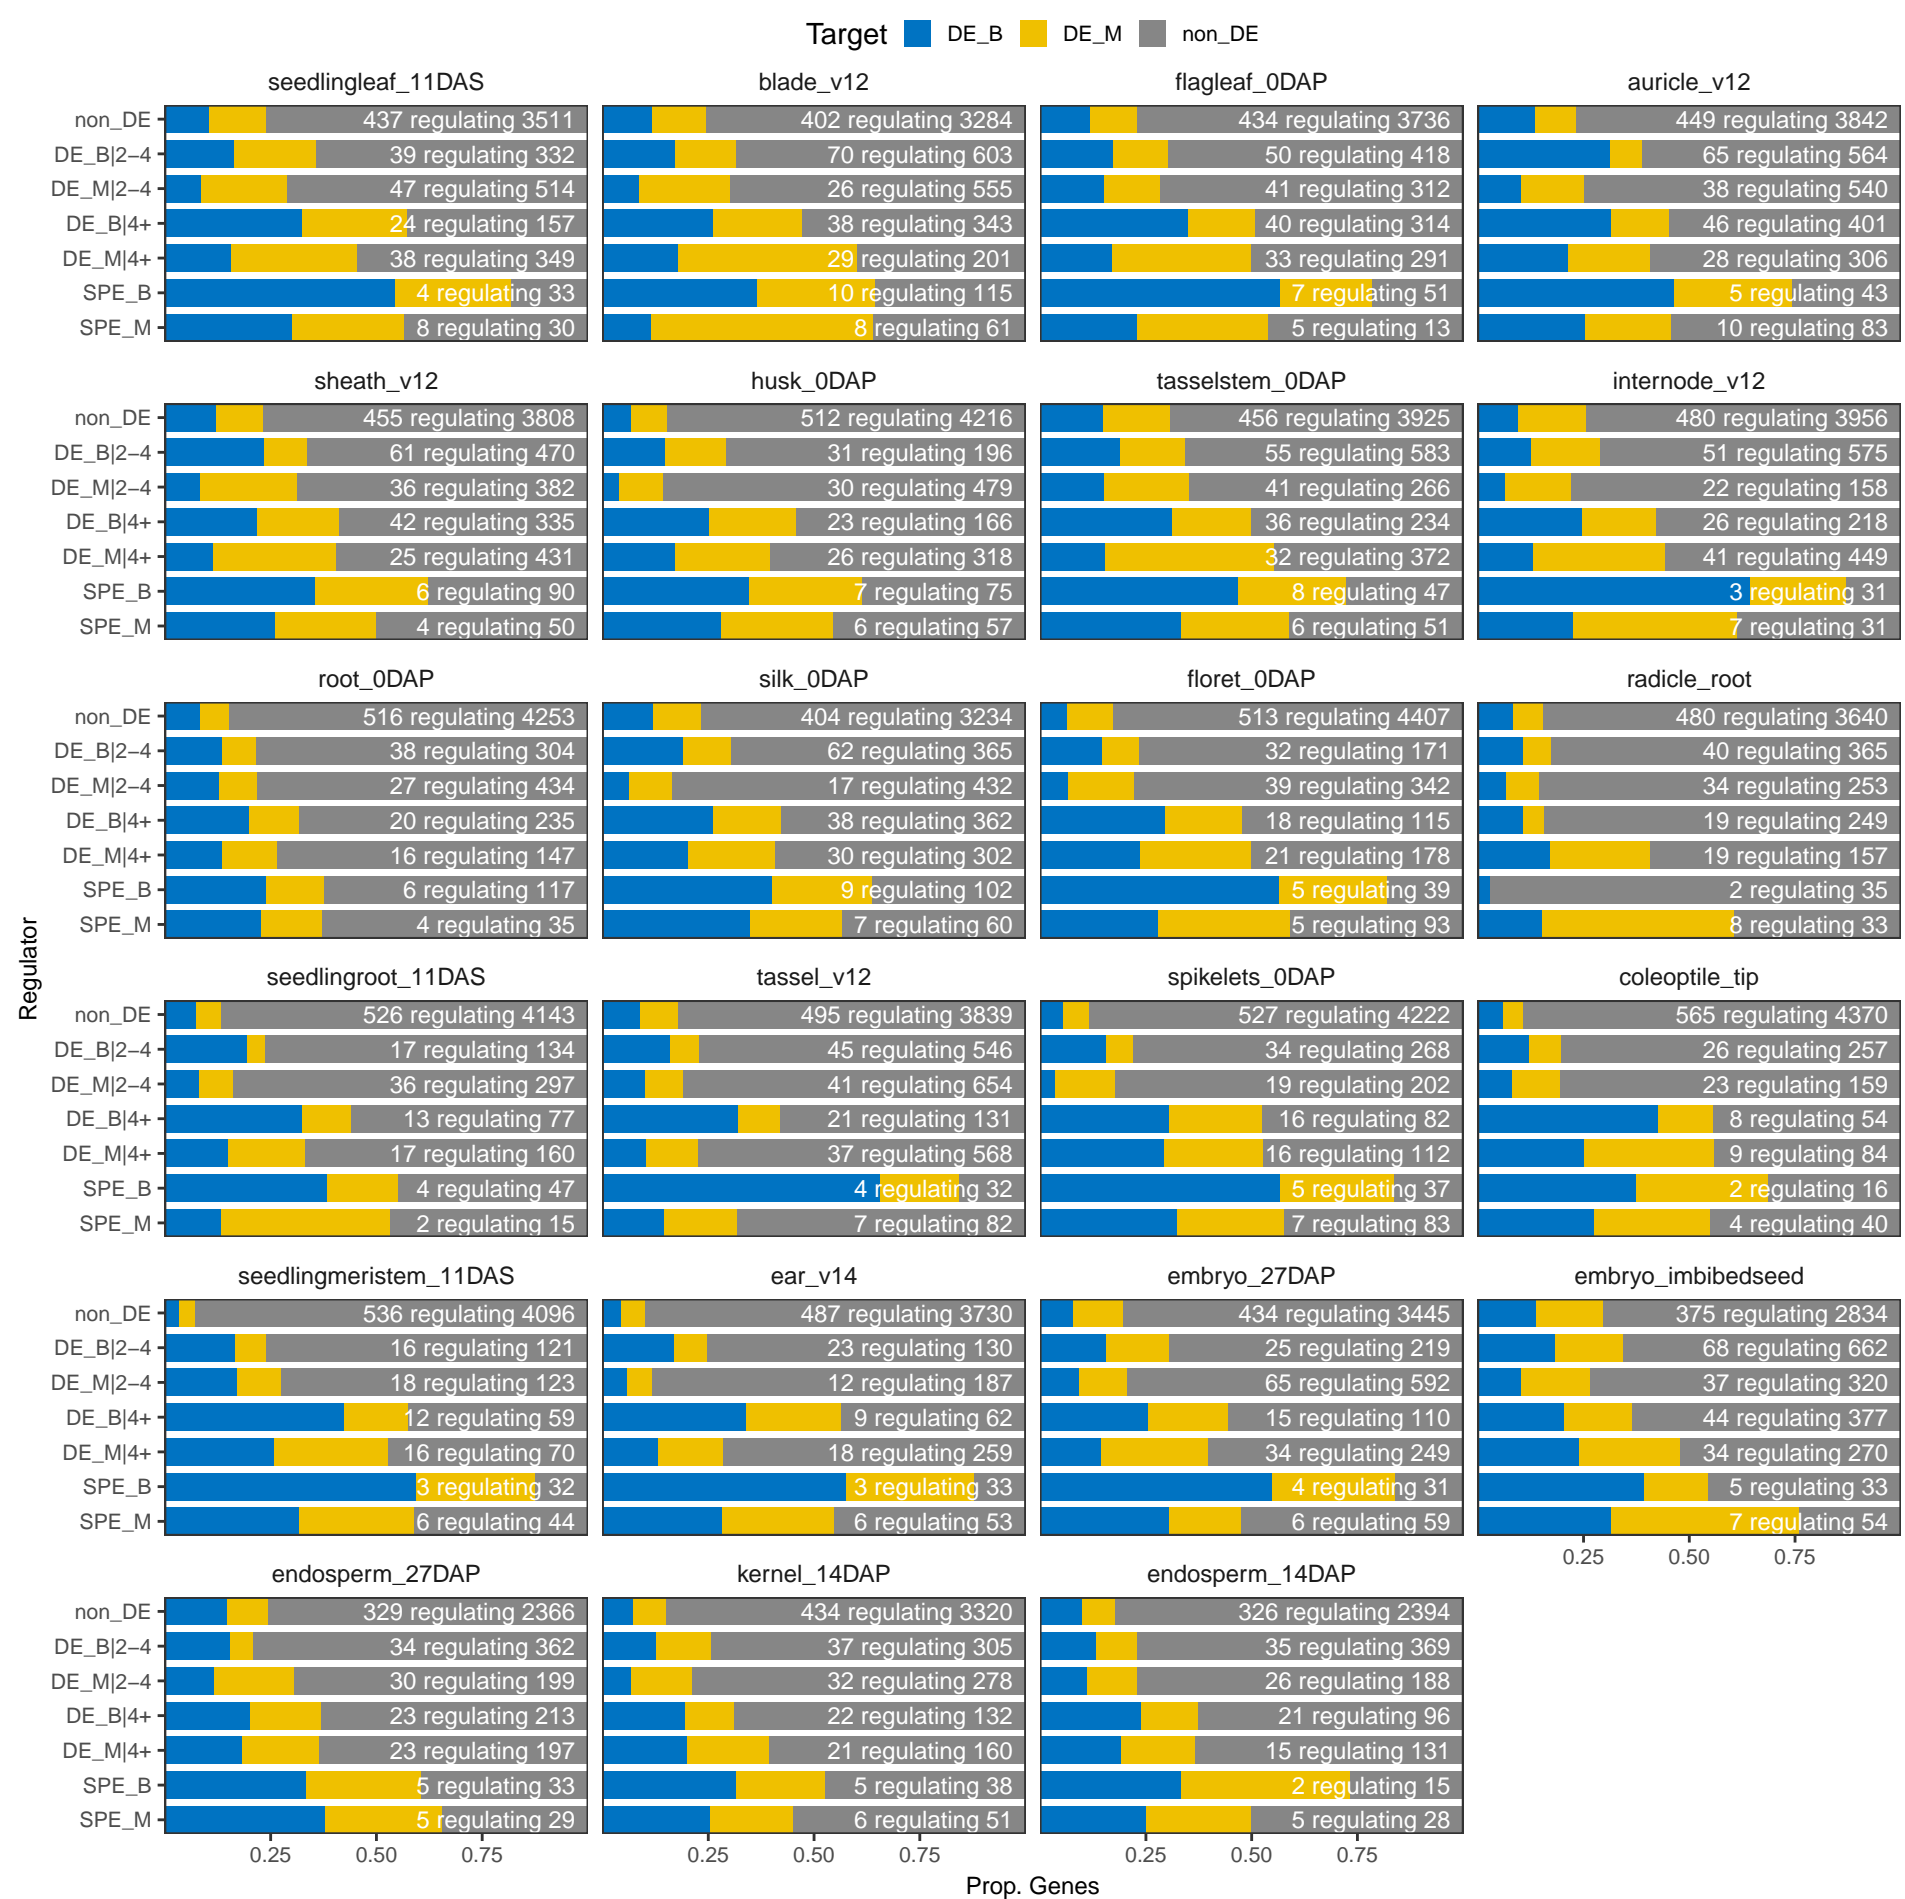 Target DE_B DE_M non_DE
seedlingleaf_11DAS blade_v12 flagleaf_0DAP auricle_v12
non_DE 437 regulating 3511 402 regulating 3284 434 regulating 3736 449 regulating 3842
DE_B|2−4 39 regulating 332 70 regulating 603 50 regulating 418 65 regulating 564
DE_M|2−4 47 regulating 514 26 regulating 555 41 regulating 312 38 regulating 540
DE_B|4+ 24 regulating 157 38 regulating 343 40 regulating 314 46 regulating 401
DE_M|4+ 38 regulating 349 29 regulating 201 33 regulating 291 28 regulating 306
SPE_B 4 regulating 33 10 regulating 115 7 regulating 51 5 regulating 43
SPE_M 8 regulating 30 8 regulating 61 5 regulating 13 10 regulating 83
sheath_v12 husk_0DAP tasselstem_0DAP internode_v12
non_DE 455 regulating 3808 512 regulating 4216 456 regulating 3925 480 regulating 3956
DE_B|2−4 61 regulating 470 31 regulating 196 55 regulating 583 51 regulating 575
DE_M|2−4 36 regulating 382 30 regulating 479 41 regulating 266 22 regulating 158
DE_B|4+ 42 regulating 335 23 regulating 166 36 regulating 234 26 regulating 218
DE_M|4+ 25 regulating 431 26 regulating 318 32 regulating 372 41 regulating 449
SPE_B 6 regulating 90 7 regulating 75 8 regulating 47 3 regulating 31
SPE_M 4 regulating 50 6 regulating 57 6 regulating 51 7 regulating 31
root_0DAP silk_0DAP floret_0DAP radicle_root
non_DE 516 regulating 4253 404 regulating 3234 513 regulating 4407 480 regulating 3640
DE_B|2−4 38 regulating 304 62 regulating 365 32 regulating 171 40 regulating 365
DE_M|2−4 27 regulating 434 17 regulating 432 39 regulating 342 34 regulating 253
DE_B|4+ 20 regulating 235 38 regulating 362 18 regulating 115 19 regulating 249
DE_M|4+ 16 regulating 147 30 regulating 302 21 regulating 178 19 regulating 157
SPE_B 6 regulating 117 9 regulating 102 5 regulating 39 2 regulating 35
SPE_M 4 regulating 35 7 regulating 60 5 regulating 93 8 regulating 33
Regulator
seedlingroot_11DAS tassel_v12 spikelets_0DAP coleoptile_tip
non_DE 526 regulating 4143 495 regulating 3839 527 regulating 4222 565 regulating 4370
DE_B|2−4 17 regulating 134 45 regulating 546 34 regulating 268 26 regulating 257
DE_M|2−4 36 regulating 297 41 regulating 654 19 regulating 202 23 regulating 159
DE_B|4+ 13 regulating 77 21 regulating 131 16 regulating 82 8 regulating 54
DE_M|4+ 17 regulating 160 37 regulating 568 16 regulating 112 9 regulating 84
SPE_B 4 regulating 47 4 regulating 32 5 regulating 37 2 regulating 16
SPE_M 2 regulating 15 7 regulating 82 7 regulating 83 4 regulating 40
seedlingmeristem_11DAS ear_v14 embryo_27DAP embryo_imbibedseed
non_DE 536 regulating 4096 487 regulating 3730 434 regulating 3445 375 regulating 2834
DE_B|2−4 16 regulating 121 23 regulating 130 25 regulating 219 68 regulating 662
DE_M|2−4 18 regulating 123 12 regulating 187 65 regulating 592 37 regulating 320
DE_B|4+ 12 regulating 59 9 regulating 62 15 regulating 110 44 regulating 377
DE_M|4+ 16 regulating 70 18 regulating 259 34 regulating 249 34 regulating 270
SPE_B 3 regulating 32 3 regulating 33 4 regulating 31 5 regulating 33
SPE_M 6 regulating 44 6 regulating 53 6 regulating 59 7 regulating 54
0.25 0.50 0.75
endosperm_27DAP kernel_14DAP endosperm_14DAP
non_DE 329 regulating 2366 434 regulating 3320 326 regulating 2394
DE_B|2−4 34 regulating 362 37 regulating 305 35 regulating 369
DE_M|2−4 30 regulating 199 32 regulating 278 26 regulating 188
DE_B|4+ 23 regulating 213 22 regulating 132 21 regulating 96
DE_M|4+ 23 regulating 197 21 regulating 160 15 regulating 131
SPE_B 5 regulating 33 5 regulating 38 2 regulating 15
SPE_M 5 regulating 29 6 regulating 51 5 regulating 28
0.25 0.50 0.75 0.25 0.50 0.75 0.25 0.50 0.75
Prop. Genes